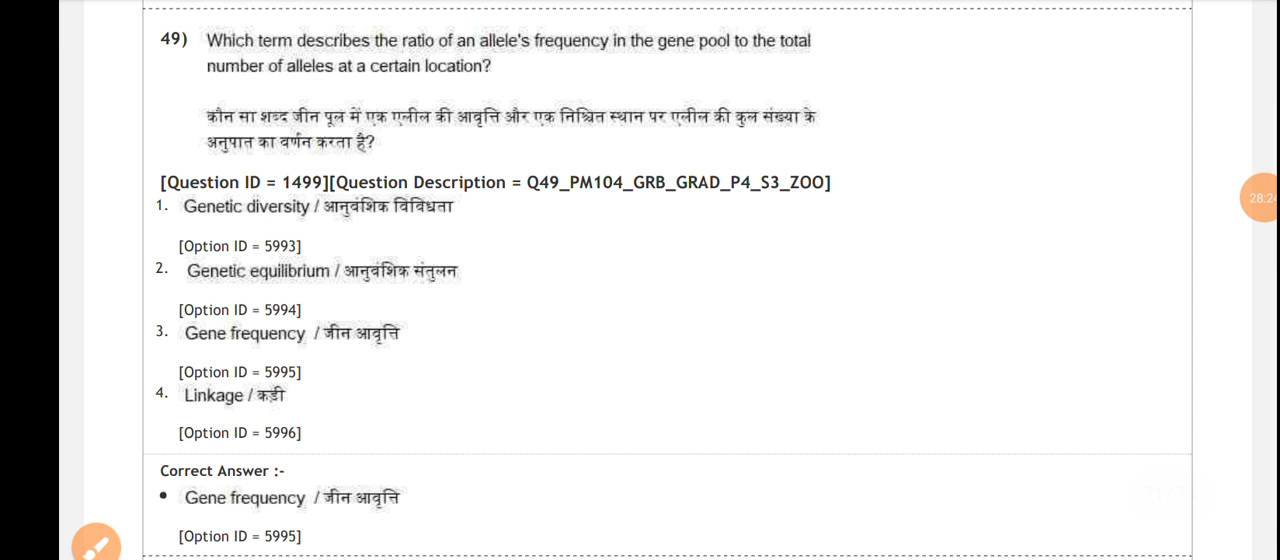 49) Which term describes the ratio of an allele's frequency in the gene pool to the total
number of alleles at a certain location?
कौन सा शब्द जीन पूल में एक एलील की आवृत्ति और एक निश्चित स्थान पर एलील की कुल संख्या के
अनुपात का वर्णन करता है?
[Question ID = 1499][Question Description = Q49_PM104_GRB_GRAD_P4_S3_ZOO]
1. Genetic diversity / आनुवंशिक विविधता
[Option ID = 5993]
2. Genetic equilibrium / आनुवंशिक संतुलन
[Option ID = 5994]
3. Gene frequency / जीन आवृत्ति
[Option ID = 5995]
4. Linkage / कड़ी
[Option ID = 5996]
Correct Answer :-
• Gene frequency / जीन आवृत्ति
[Option ID = 5995]